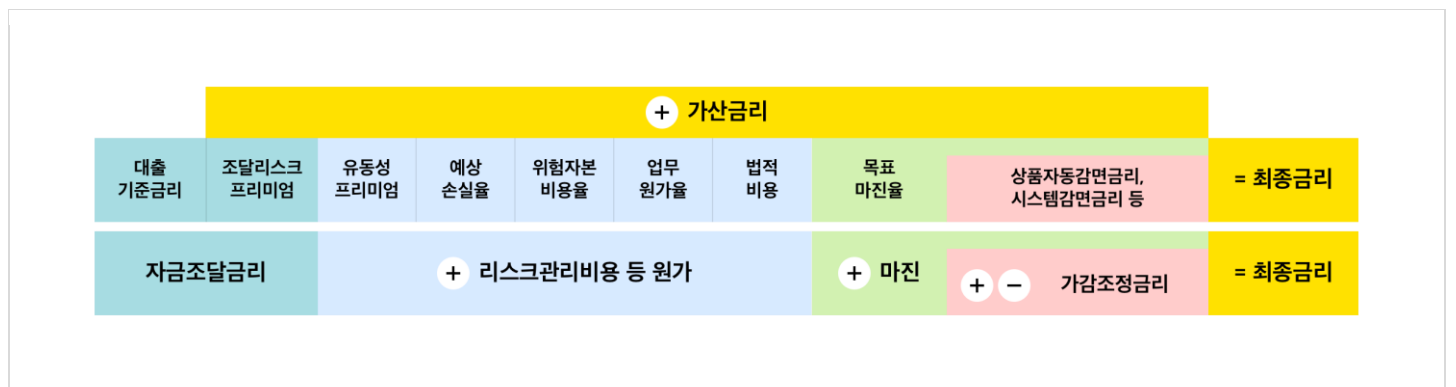 + 가산금리
대출
기준금리
조달리스크
프리미엄
유동성
프리미엄
예상
손실율
위험자본
비용율
업무
원가율
법적
비용
목표
마진율
상품자동감면금리,
시스템감면금리 등
= 최종금리
자금조달금리
+ 리스크관리비용 등 원가
+ 마진
+ - 가감조정금리
= 최종금리